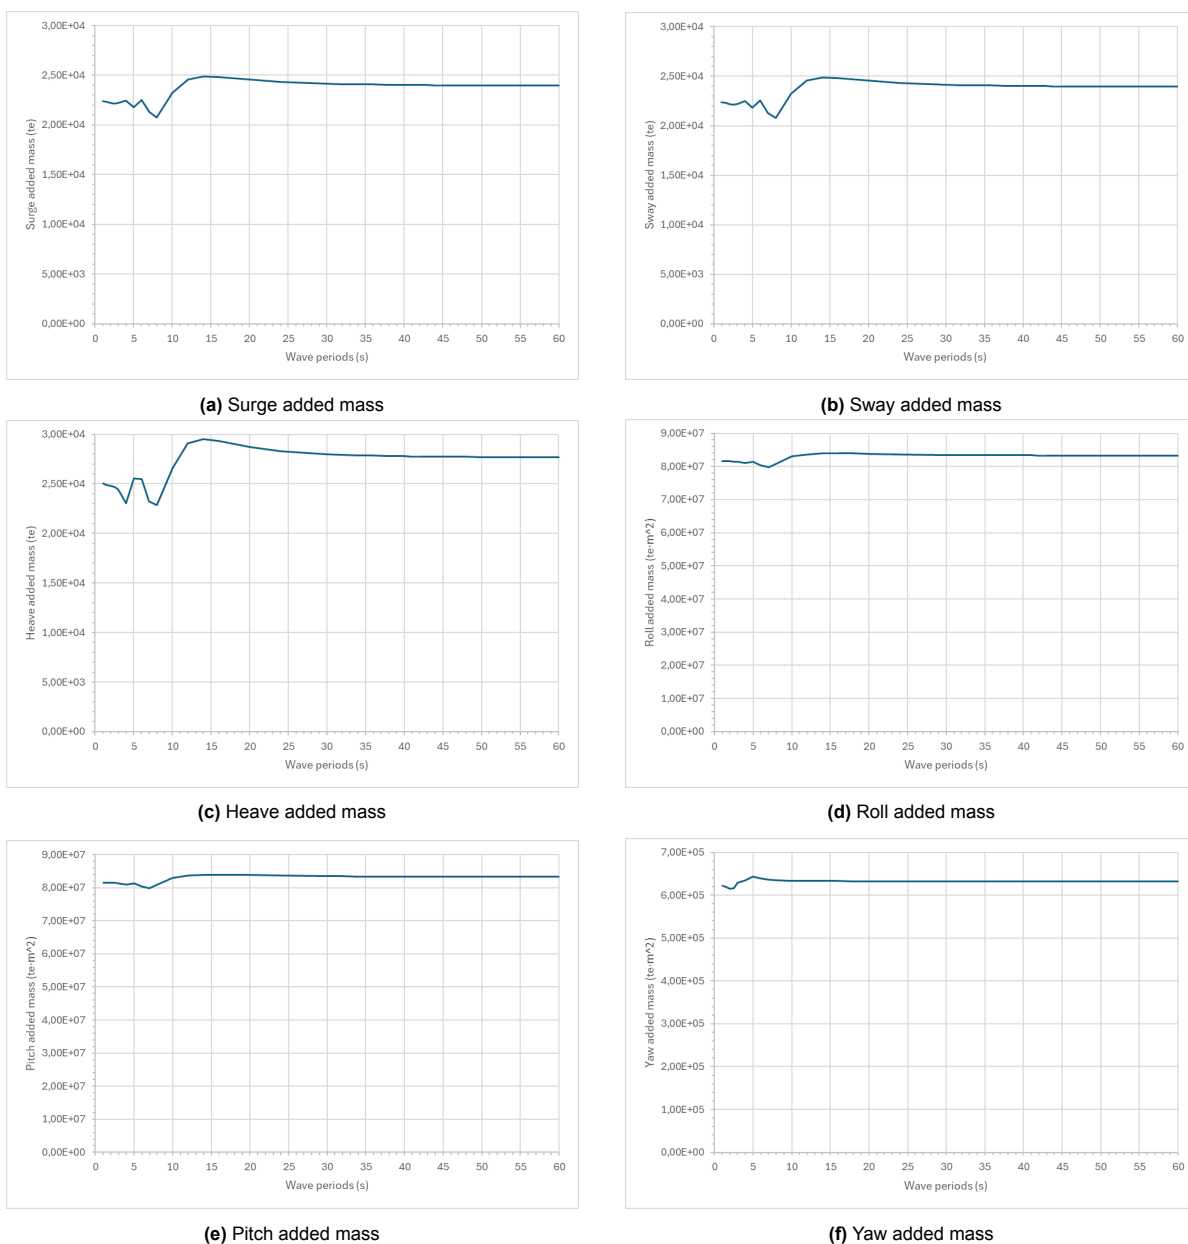 3,00E+04
2,50E+04
2,00E+04
1,50E+04
1,00E+04
5,00E+03
0,00E+00
Surge added mass (te)
0 5 10 15 20 25 30 35 40 45 50 55 60
Wave periods (s)
(a) Surge added mass
3,00E+04
2,50E+04
2,00E+04
1,50E+04
1,00E+04
5,00E+03
0,00E+00
Sway added mass (te)
0 5 10 15 20 25 30 35 40 45 50 55 60
Wave periods (s)
(b) Sway added mass
3,00E+04
2,50E+04
2,00E+04
1,50E+04
1,00E+04
5,00E+03
0,00E+00
Heave added mass (te)
0 5 10 15 20 25 30 35 40 45 50 55 60
Wave periods (s)
(c) Heave added mass
9,00E+07
8,00E+07
7,00E+07
6,00E+07
5,00E+07
4,00E+07
3,00E+07
2,00E+07
1,00E+07
0,00E+00
Roll added mass (te·m^2)
0 5 10 15 20 25 30 35 40 45 50 55 60
Wave periods (s)
(d) Roll added mass
9,00E+07
8,00E+07
7,00E+07
6,00E+07
5,00E+07
4,00E+07
3,00E+07
2,00E+07
1,00E+07
0,00E+00
Pitch added mass (te·m^2)
0 5 10 15 20 25 30 35 40 45 50 55 60
Wave periods (s)
(e) Pitch added mass
7,00E+05
6,00E+05
5,00E+05
4,00E+05
3,00E+05
2,00E+05
1,00E+05
0,00E+00
Yaw added mass (te·m^2)
0 5 10 15 20 25 30 35 40 45 50 55 60
Wave periods (s)
(f) Yaw added mass